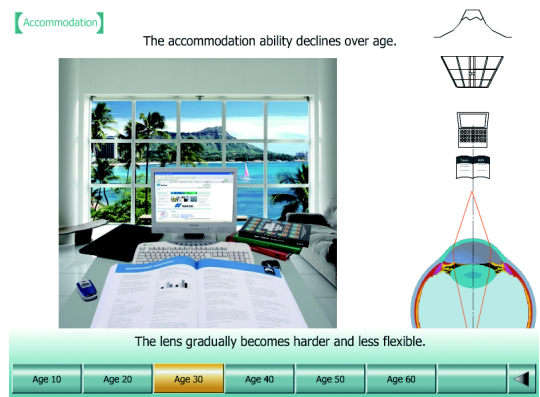 Accommodation
The accommodation ability declines over age.
TOPCON
The lens gradually becomes harder and less flexible.
Age 10
Age 20
Age 30
Age 40
Age 50
Age 60